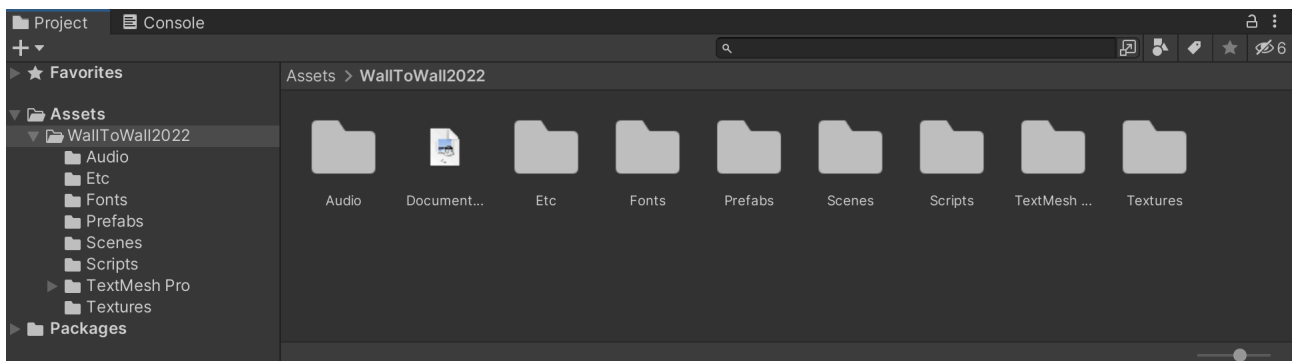 Project
Console
6
Favorites
Assets > WallToWall2022
Assets
WallToWall2022
Audio
Etc
Fonts
Prefabs
Scenes
Scripts
TextMesh Pro
Textures
Packages
Audio
Document...
Etc
Fonts
Prefabs
Scenes
Scripts
TextMesh ...
Textures